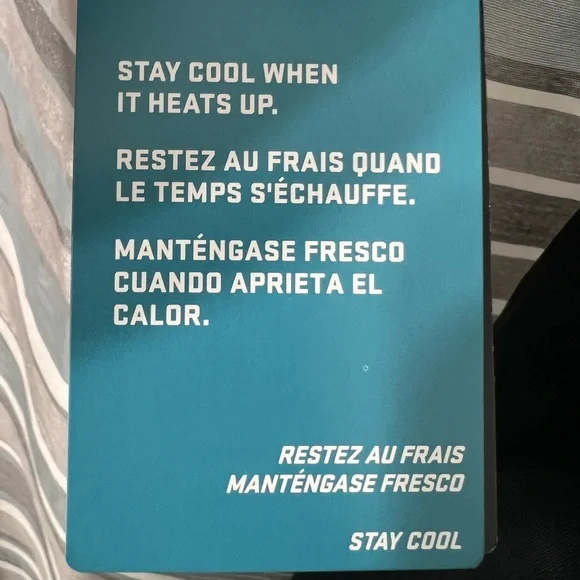 STAY COOL WHEN
IT HEATS UP.
RESTEZ AU FRAIS QUAND
LE TEMPS S'ÉCHAUFFE.
MANTÉNGASE FRESCO
CUANDO APRIETA EL
CALOR.
RESTEZ AU FRAIS
MANTÉNGASE FRESCO
STAY COOL